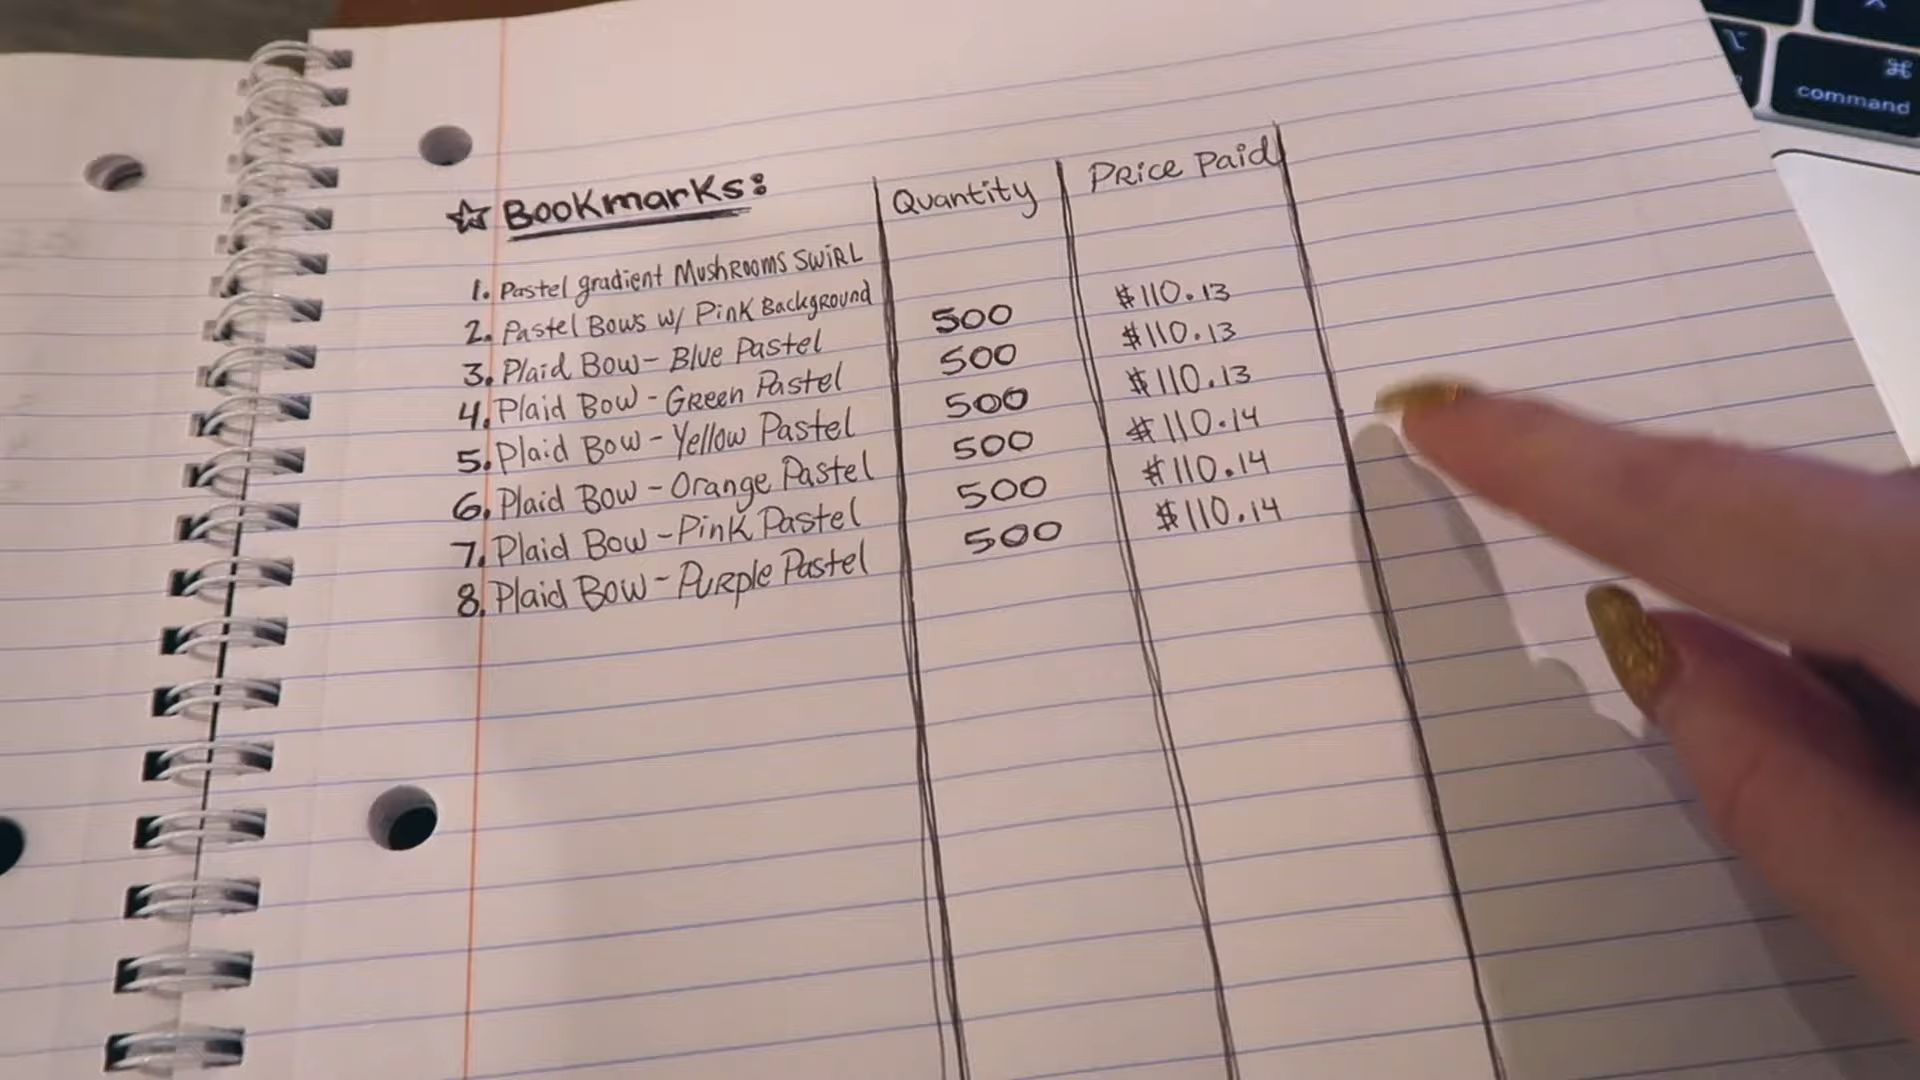 ☆ Bookmarks: Quantity Price Paid
1. Pastel gradient Mushrooms Swirl
2. Pastel Bows w/ Pink Background
3. Plaid Bow - Blue Pastel 500 $110.13
4. Plaid Bow - Green Pastel 500 $110.13
5. Plaid Bow - Yellow Pastel 500 $110.13
6. Plaid Bow - Orange Pastel 500 $110.14
7. Plaid Bow - Pink Pastel 500 $110.14
8. Plaid Bow - Purple Pastel 500 $110.14
⌥
⌘
command